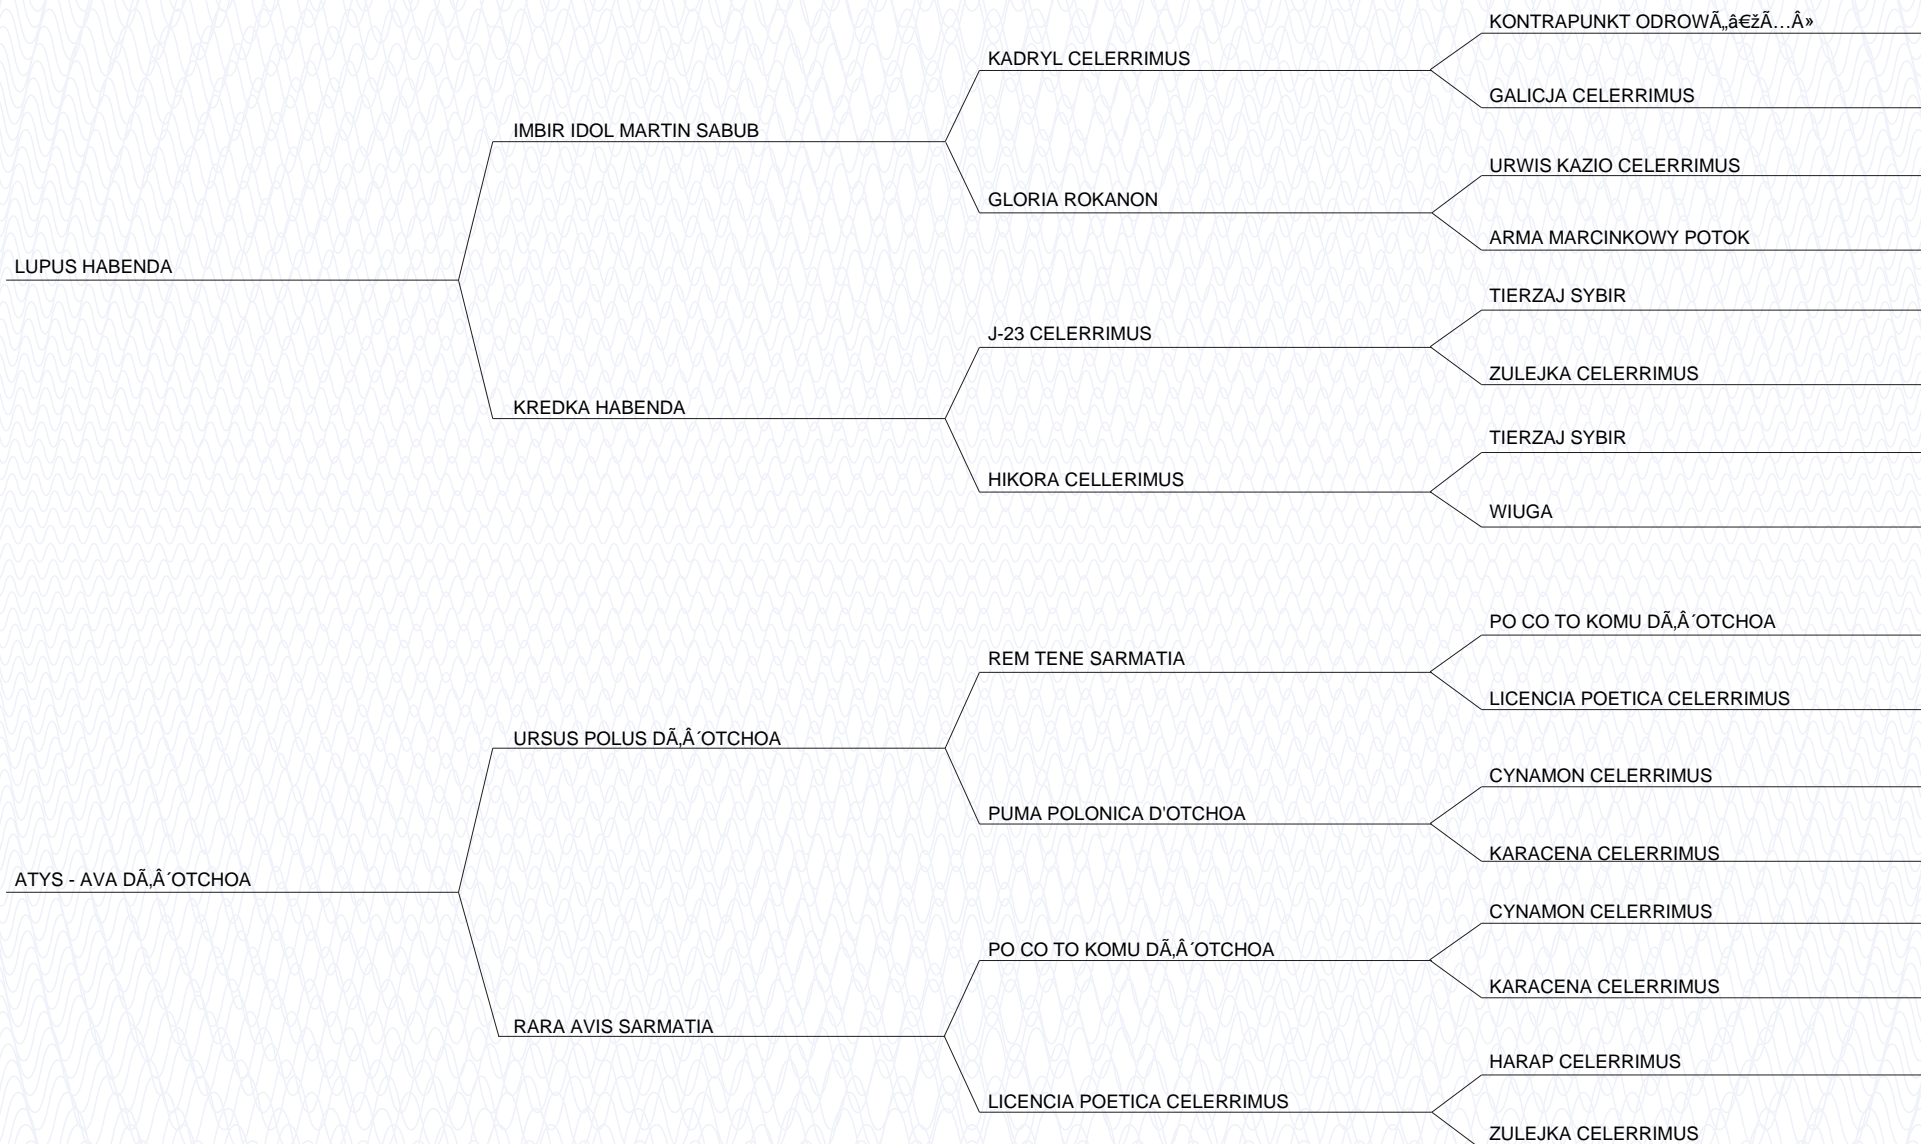 KONTRAPUNKT ODROWÃ„â€žÃ…Â»
KADRYL CELERRIMUS
GALICJA CELERRIMUS
IMBIR IDOL MARTIN SABUB
URWIS KAZIO CELERRIMUS
GLORIA ROKANON
ARMA MARCINKOWY POTOK
LUPUS HABENDA
TIERZAJ SYBIR
J-23 CELERRIMUS
ZULEJKA CELERRIMUS
KREDKA HABENDA
TIERZAJ SYBIR
HIKORA CELLERIMUS
WIUGA
PO CO TO KOMU DÃ‚Â´OTCHOA
REM TENE SARMATIA
LICENCIA POETICA CELERRIMUS
URSUS POLUS DÃ‚Â´OTCHOA
CYNAMON CELERRIMUS
PUMA POLONICA D'OTCHOA
KARACENA CELERRIMUS
ATYS - AVA DÃ‚Â´OTCHOA
CYNAMON CELERRIMUS
PO CO TO KOMU DÃ‚Â´OTCHOA
KARACENA CELERRIMUS
RARA AVIS SARMATIA
HARAP CELERRIMUS
LICENCIA POETICA CELERRIMUS
ZULEJKA CELERRIMUS